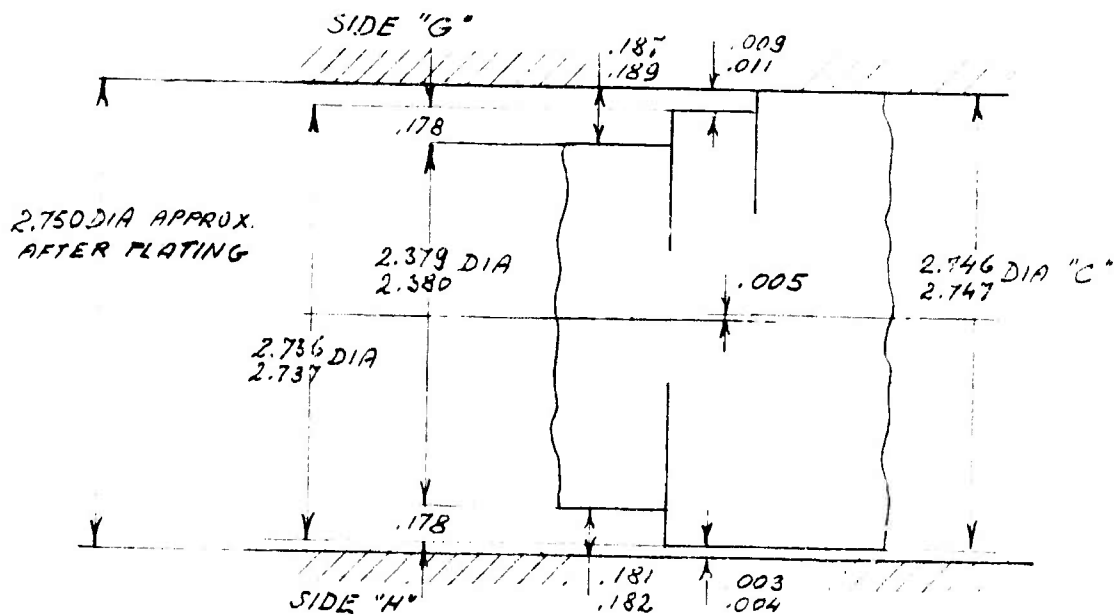 SIDE "G"
.189
.009
.011
.178
2.750 DIA APPROX.
AFTER PLATING
2.379 DIA
2.380
.005
2.746 DIA "C"
2.747
2.736 DIA
2.737
.178
SIDE "H"
.181
.182
.003
.004